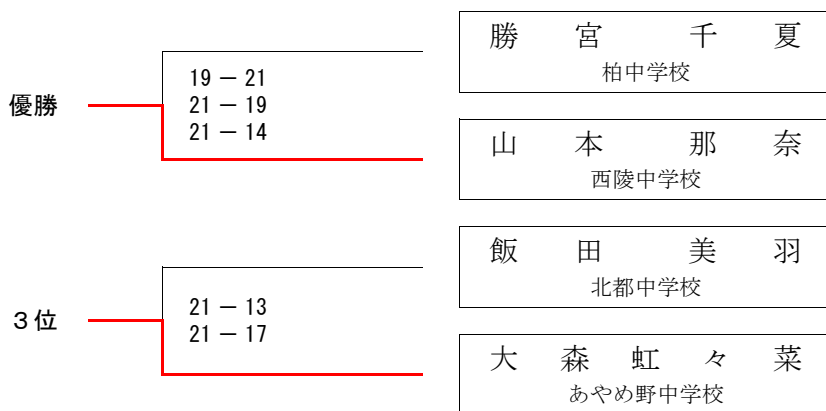 優勝
19 － 21
21 － 19
21 － 14
勝宮　千夏
柏中学校
山本　那奈
西陵中学校
3位
21 － 13
21 － 17
飯田　美羽
北都中学校
大森虹々菜
あやめ野中学校